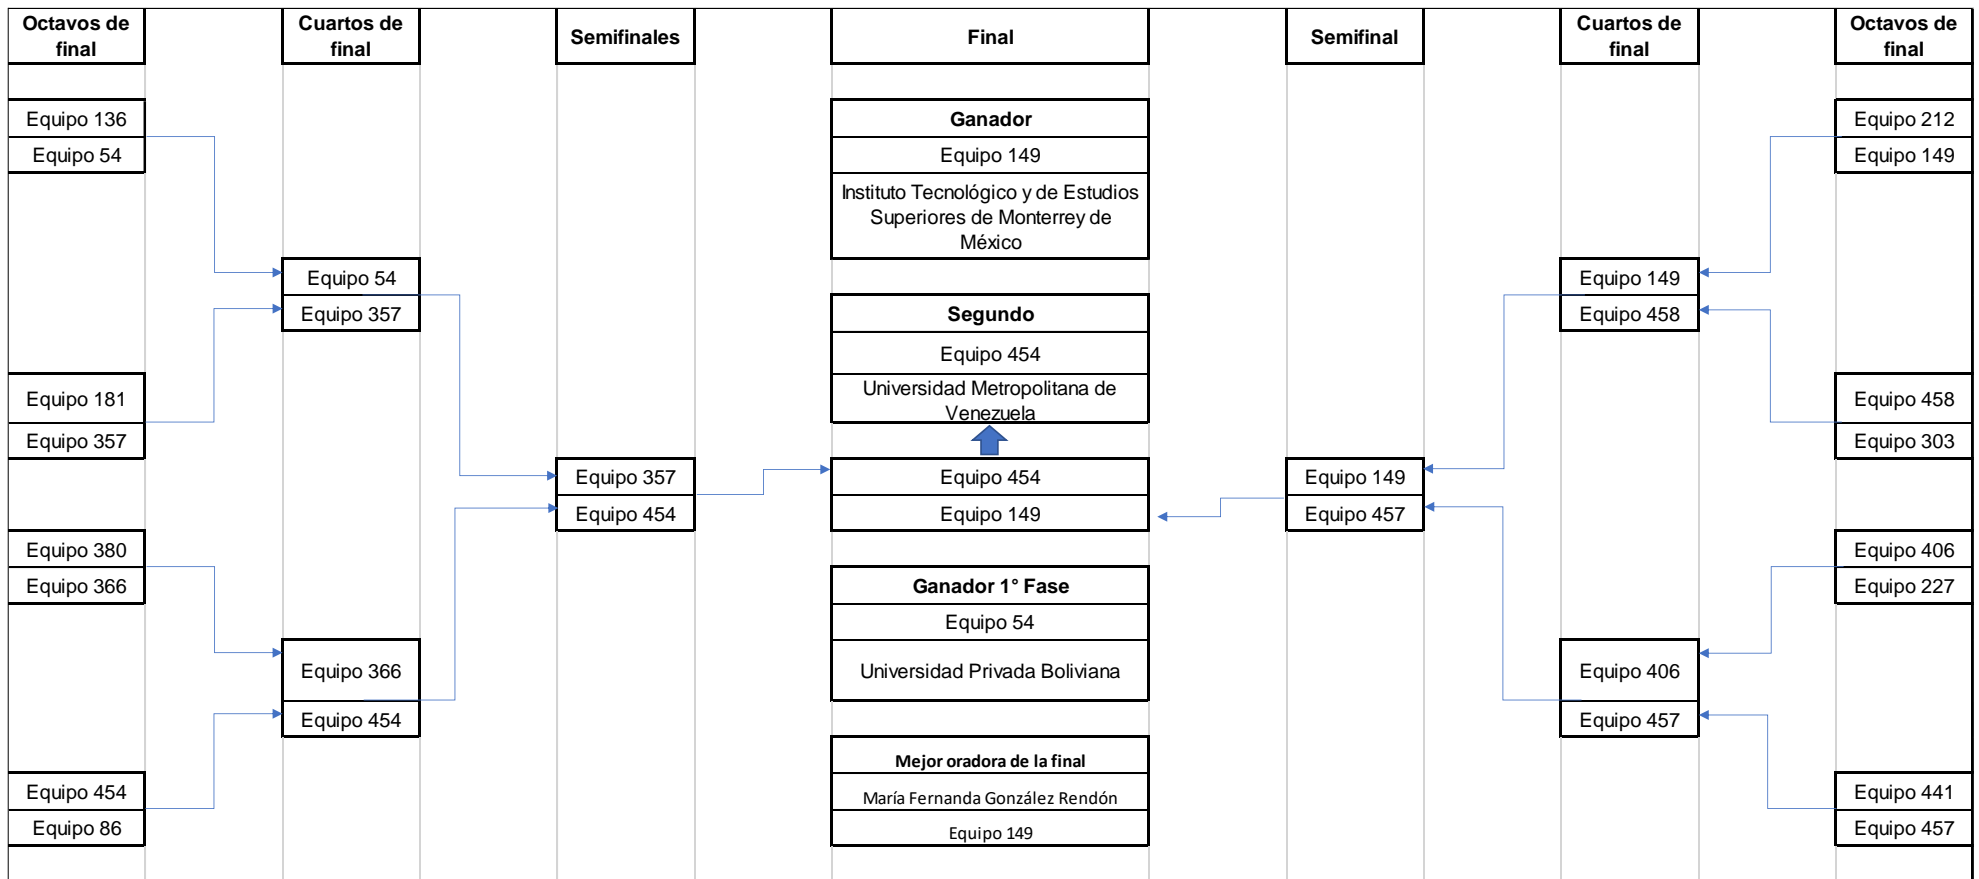 Octavos de
final
Cuartos de
final
Semifinales
Final
Semifinal
Cuartos de
final
Octavos de
final
Equipo 136
Equipo 54
Equipo 181
Equipo 357
Equipo 380
Equipo 366
Equipo 454
Equipo 86
Equipo 54
Equipo 357
Equipo 366
Equipo 454
Equipo 357
Equipo 454
Ganador
Equipo 149
Instituto Tecnológico y de Estudios
Superiores de Monterrey de
México
Segundo
Equipo 454
Universidad Metropolitana de
Venezuela
Equipo 454
Equipo 149
Ganador 1° Fase
Equipo 54
Universidad Privada Boliviana
Mejor oradora de la final
María Fernanda González Rendón
Equipo 149
Equipo 149
Equipo 457
Equipo 149
Equipo 458
Equipo 406
Equipo 457
Equipo 212
Equipo 149
Equipo 458
Equipo 303
Equipo 406
Equipo 227
Equipo 441
Equipo 457